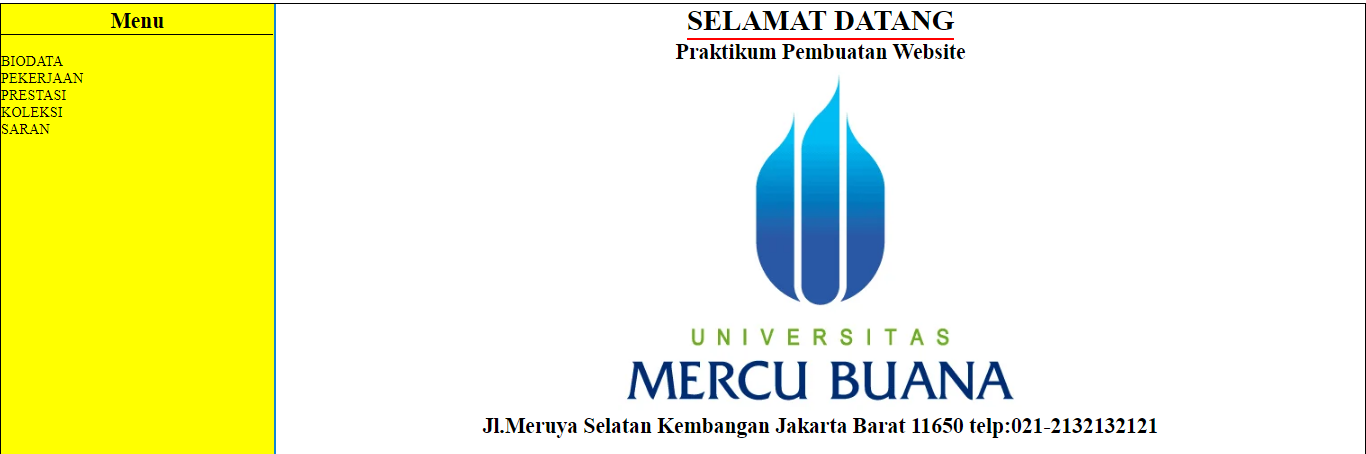 Menu
BIODATA
PEKERJAAN
PRESTASI
KOLEKSI
SARAN
SELAMAT DATANG
Praktikum Pembuatan Website
UNIVERSITAS
MERCU BUANA
Jl.Meruya Selatan Kembangan Jakarta Barat 11650 telp:021-2132132121